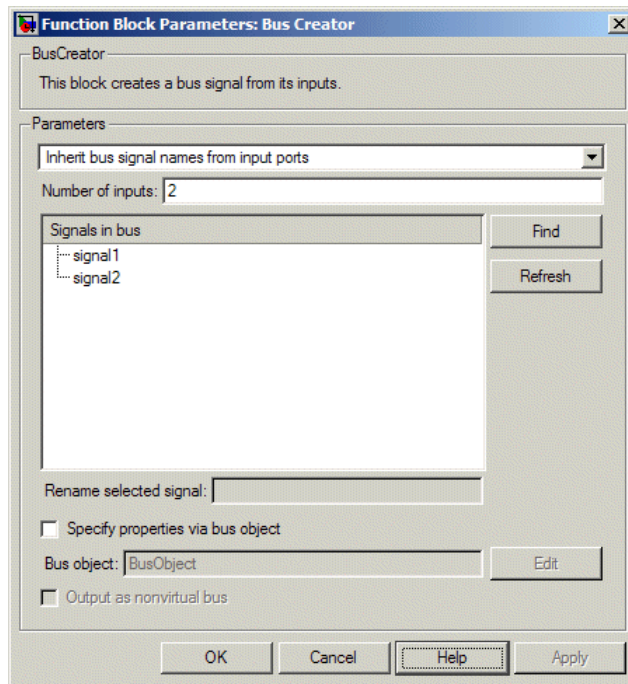 Function Block Parameters: Bus Creator
BusCreator
This block creates a bus signal from its inputs.
Parameters
Inherit bus signal names from input ports
Number of inputs: 2
Signals in bus
Find
signal1
signal2
Refresh
Rename selected signal:
Specify properties via bus object
Bus object: BusObject
Edit
Output as nonvirtual bus
OK Cancel Help Apply